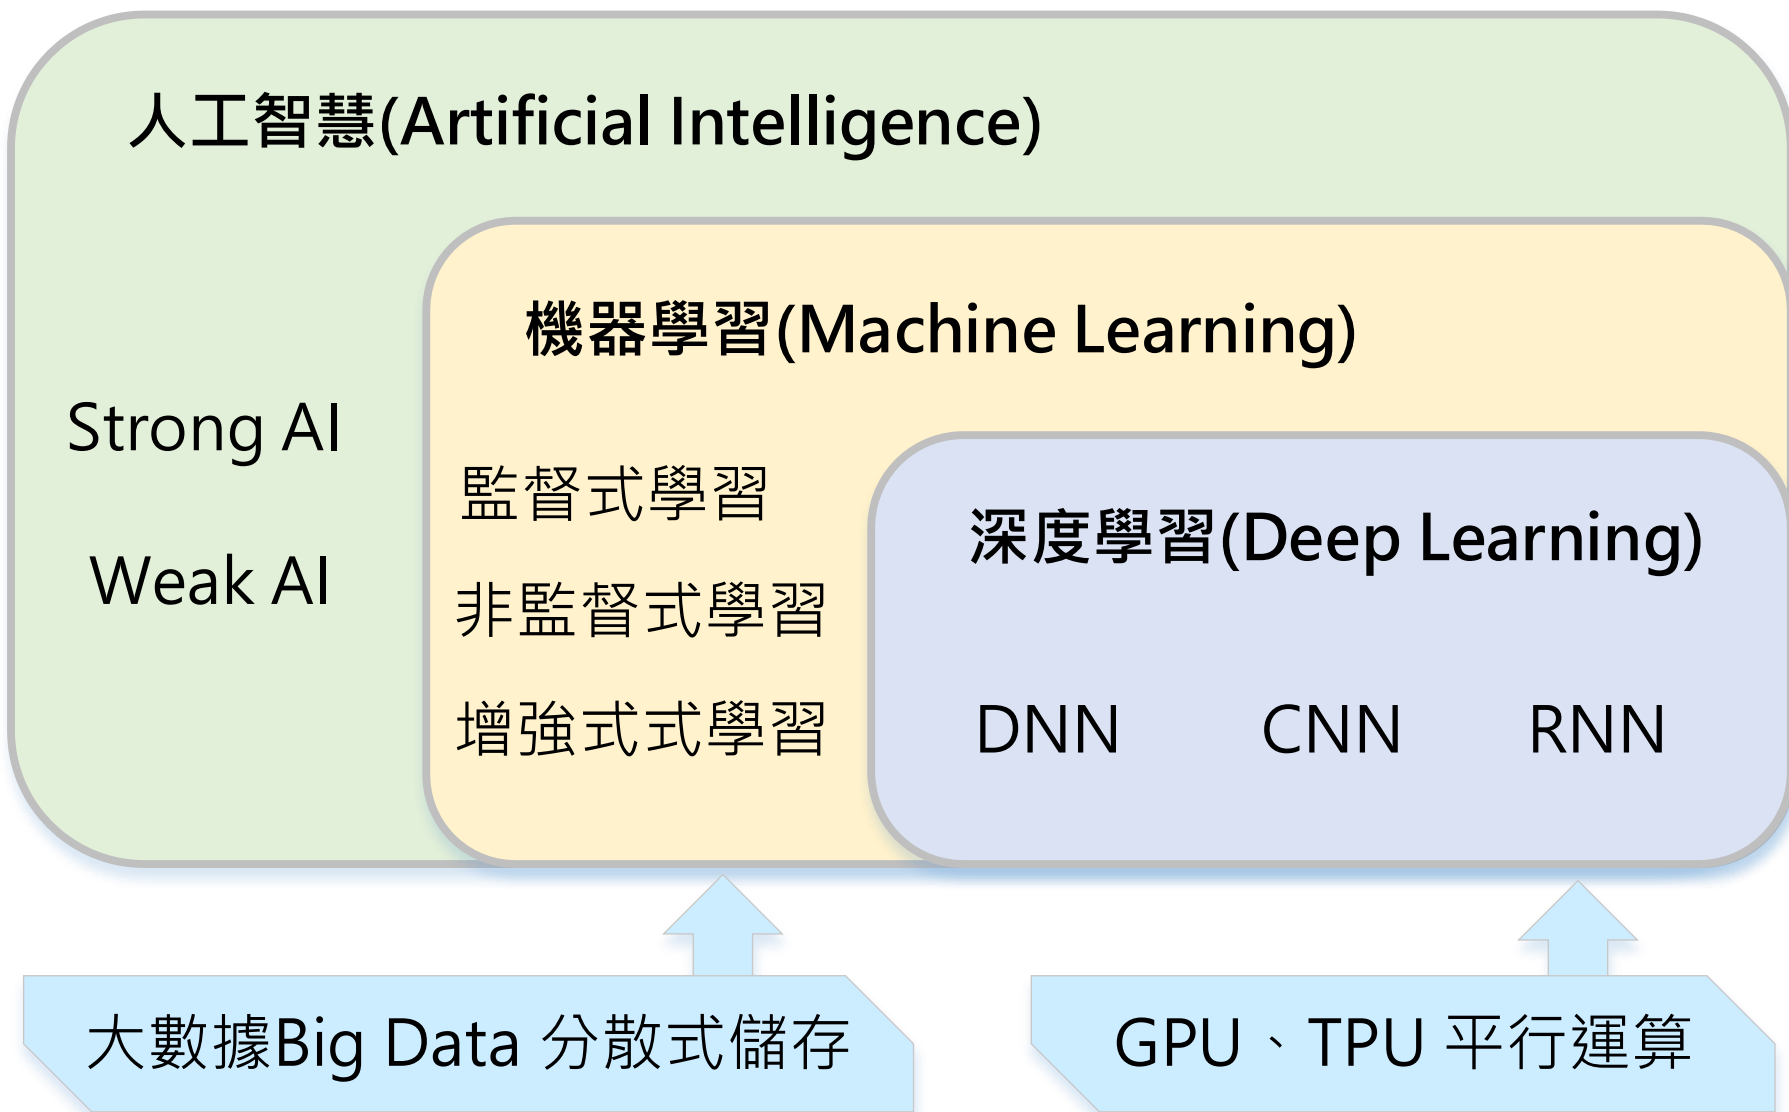 人工智慧(Artificial Intelligence)
機器學習(Machine Learning)
Strong AI
Weak AI
監督式學習
非監督式學習
增強式式學習
深度學習(Deep Learning)
DNN CNN RNN
大數據Big Data 分散式儲存
GPU、TPU 平行運算